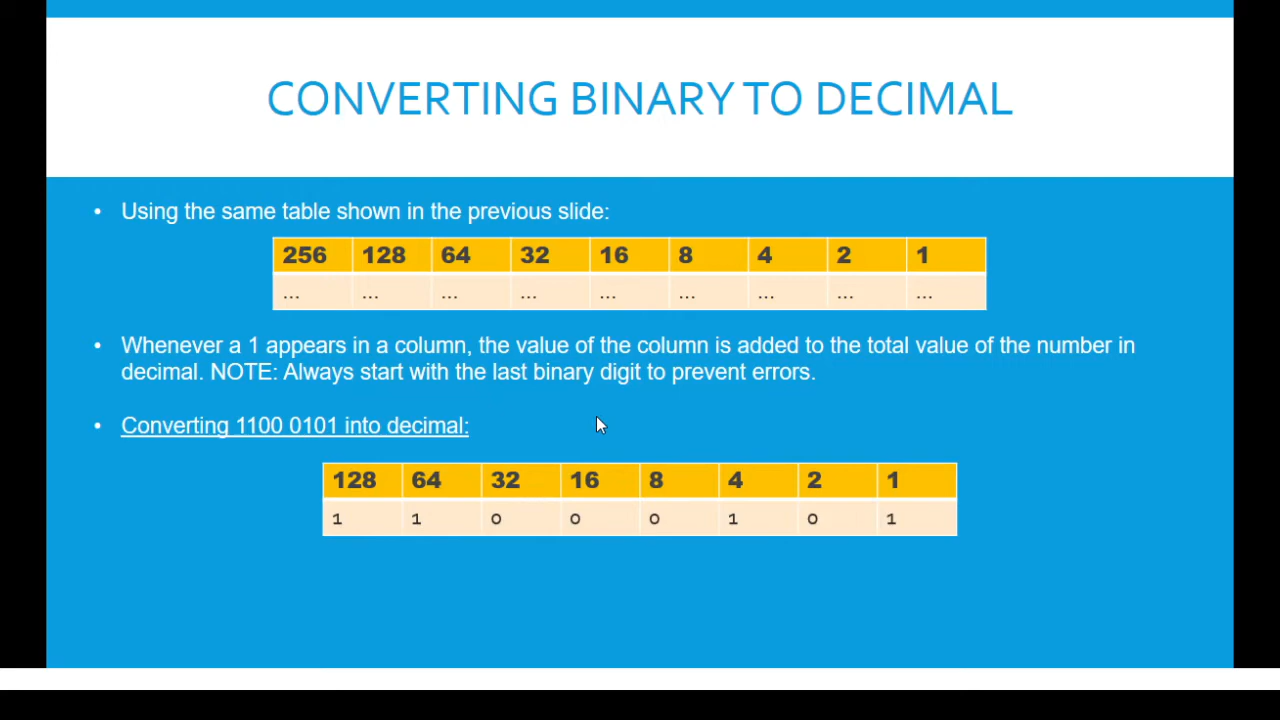 CONVERTING BINARY TO DECIMAL
• Using the same table shown in the previous slide:
256 128 64 32 16 8 4 2 1
... ... ... ... ... ... ... ... ...
• Whenever a 1 appears in a column, the value of the column is added to the total value of the number in
decimal. NOTE: Always start with the last binary digit to prevent errors.
• Converting 1100 0101 into decimal:
128 64 32 16 8 4 2 1
1 1 0 0 0 1 0 1